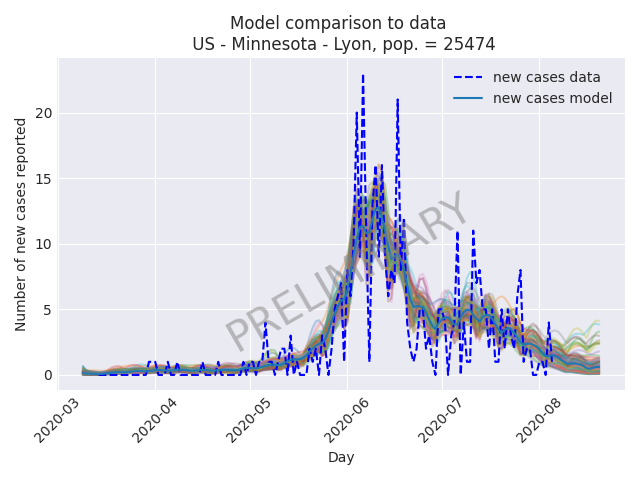 Model comparison to data
US - Minnesota - Lyon, pop. = 25474
new cases data
new cases model
Number of new cases reported
20
15
10
5
0
PRELIMINARY
2020-03
2020-04
2020-05
2020-06
2020-07
2020-08
Day